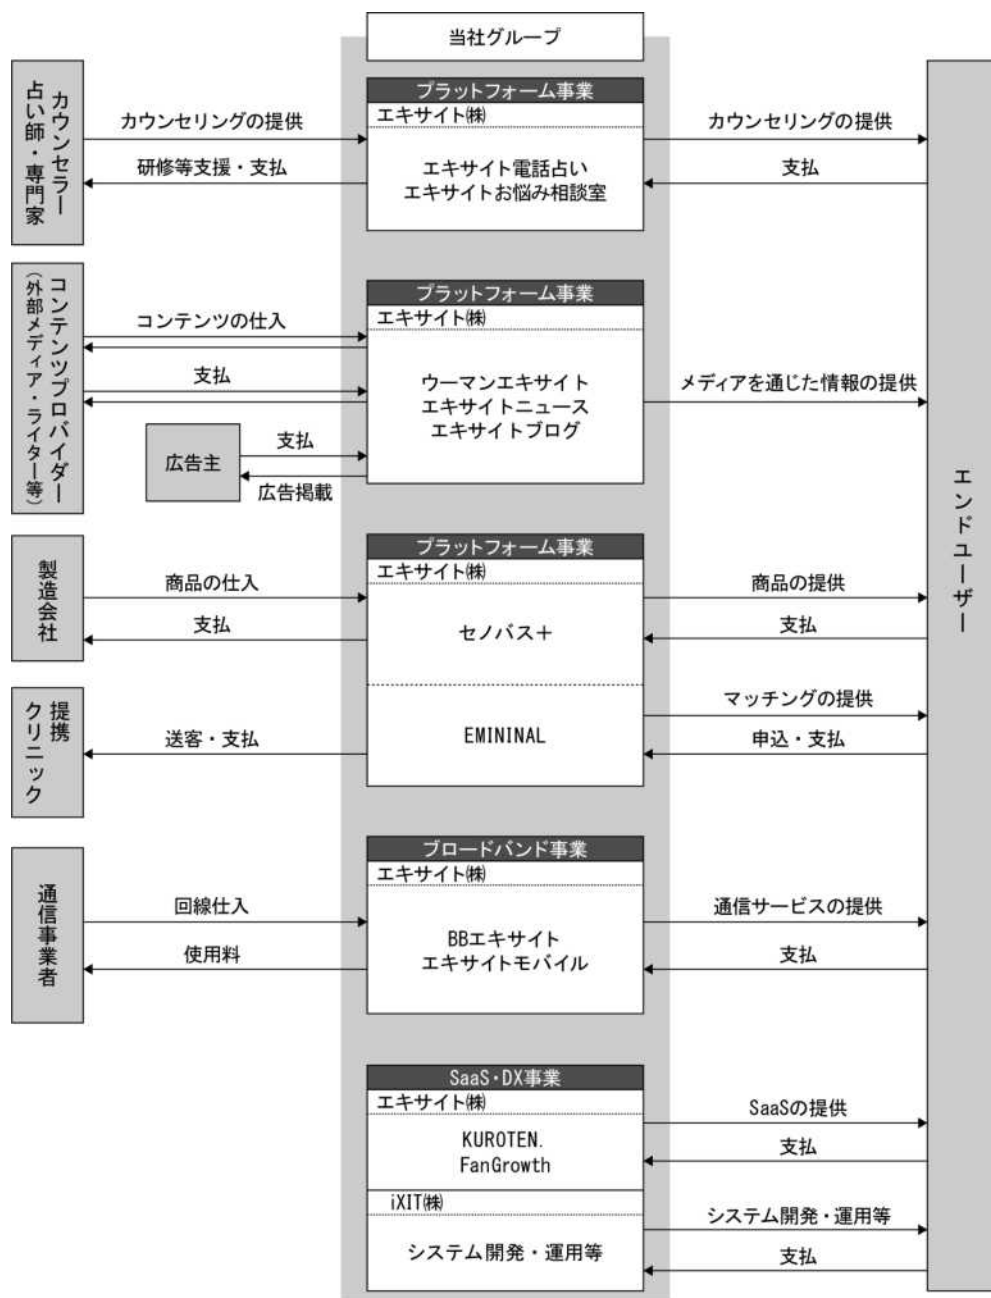 当社グループ
カウンセラー
占い師・専門家
カウンセリングの提供
研修等支援・支払
プラットフォーム事業
エキサイト㈱
エキサイト電話占い
エキサイトお悩み相談室
カウンセリングの提供
支払
コンテンツプロバイダー
（外部メディア・ライター等）
コンテンツの仕入
支払
広告主
支払
広告掲載
プラットフォーム事業
エキサイト㈱
ウーマンエキサイト
エキサイトニュース
エキサイトブログ
メディアを通じた情報の提供
エンドユーザー
製造会社
商品の仕入
支払
プラットフォーム事業
エキサイト㈱
セノバス＋
商品の提供
支払
提携
クリニック
送客・支払
EMININAL
マッチングの提供
申込・支払
通信事業者
回線仕入
使用料
ブロードバンド事業
エキサイト㈱
BBエキサイト
エキサイトモバイル
通信サービスの提供
支払
SaaS・DX事業
エキサイト㈱
KUROTEN.
FanGrowth
SaaSの提供
支払
iXIT㈱
システム開発・運用等
システム開発・運用等
支払